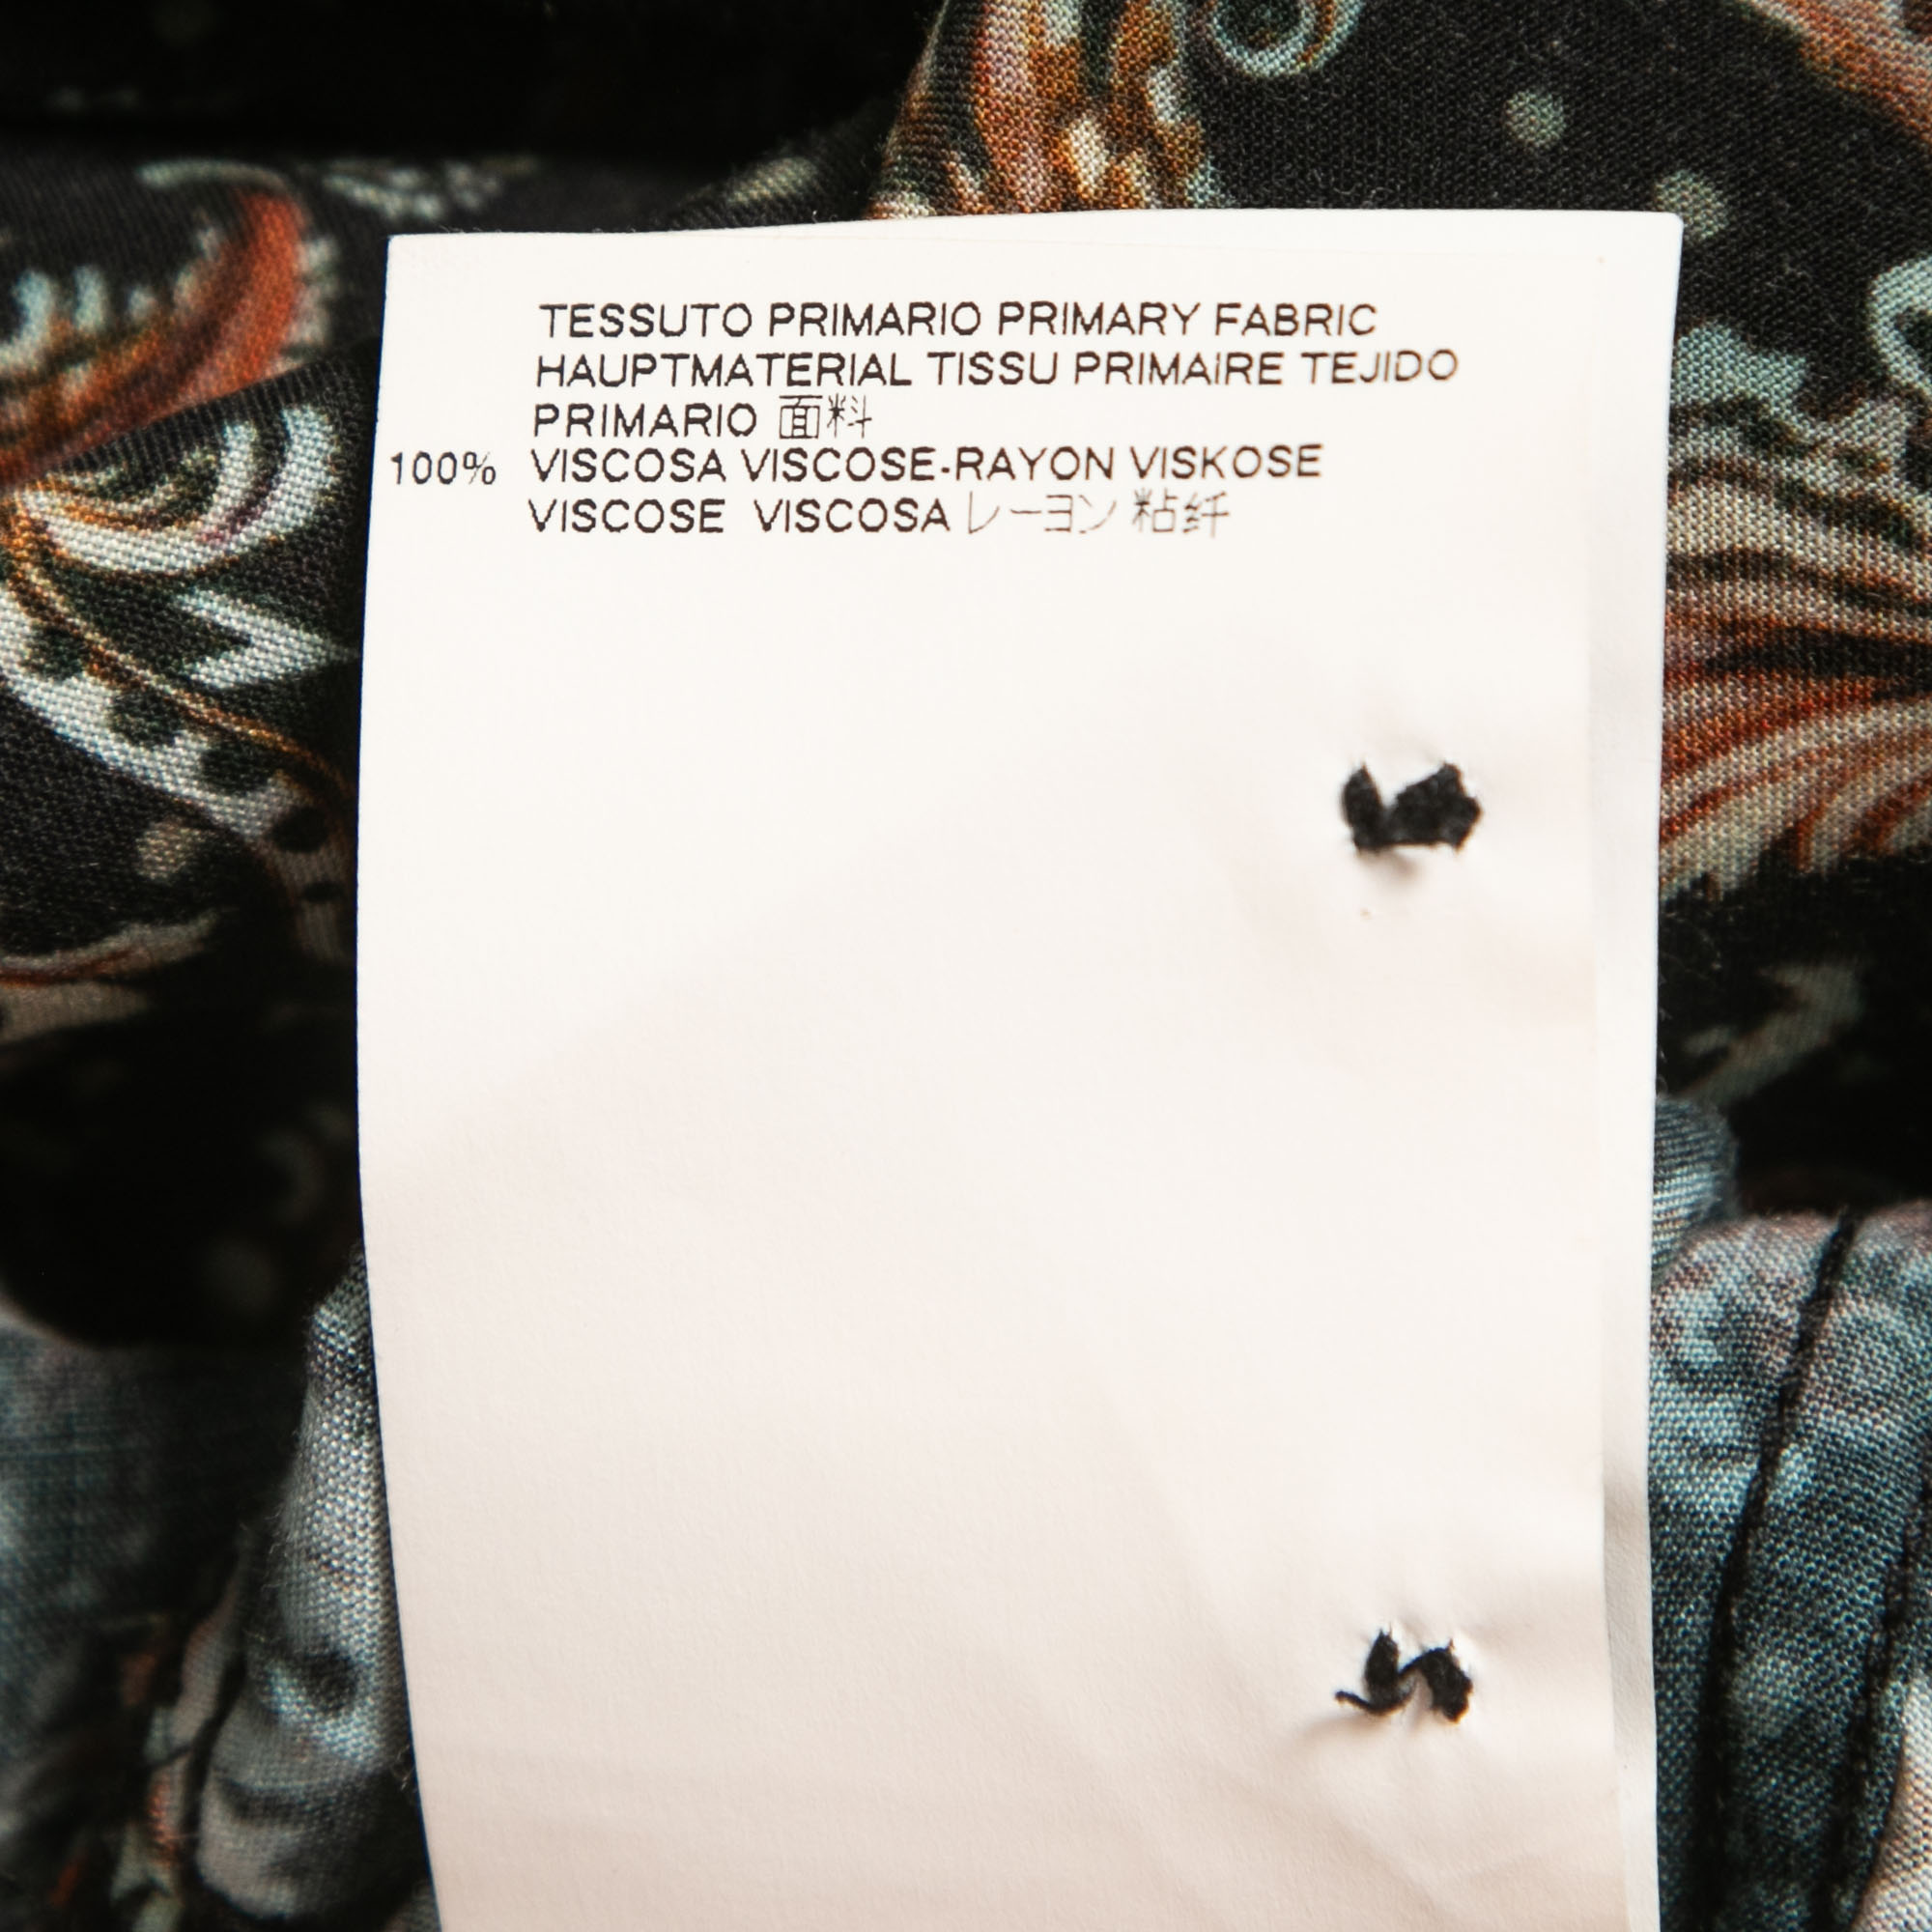 TESSUTO PRIMARIO PRIMARY FABRIC
HAUPTMATERIAL TISSU PRIMAIRE TEJIDO
PRIMARIO 面料
100% VISCOSA VISCOSE-RAYON VISKOSE
VISCOSE VISCOSA レーヨン 粘纤